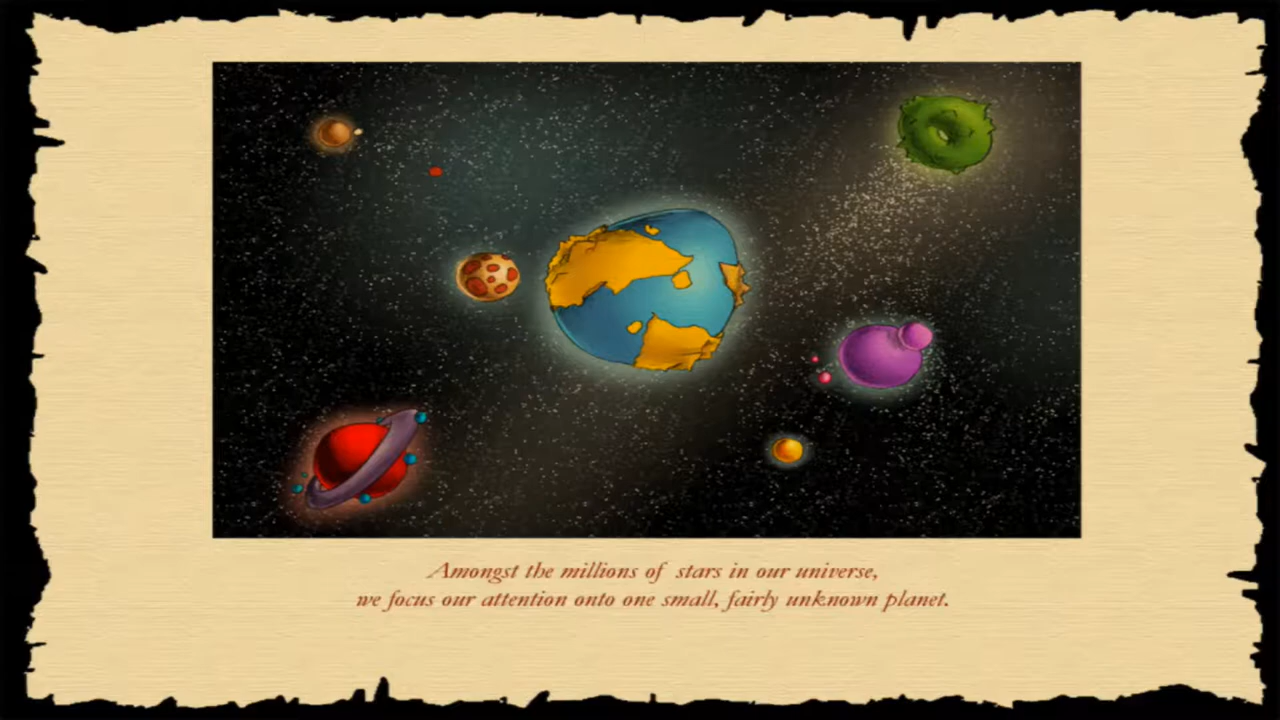 Amongst the millions of stars in our universe,
we focus our attention onto one small, fairly unknown planet.